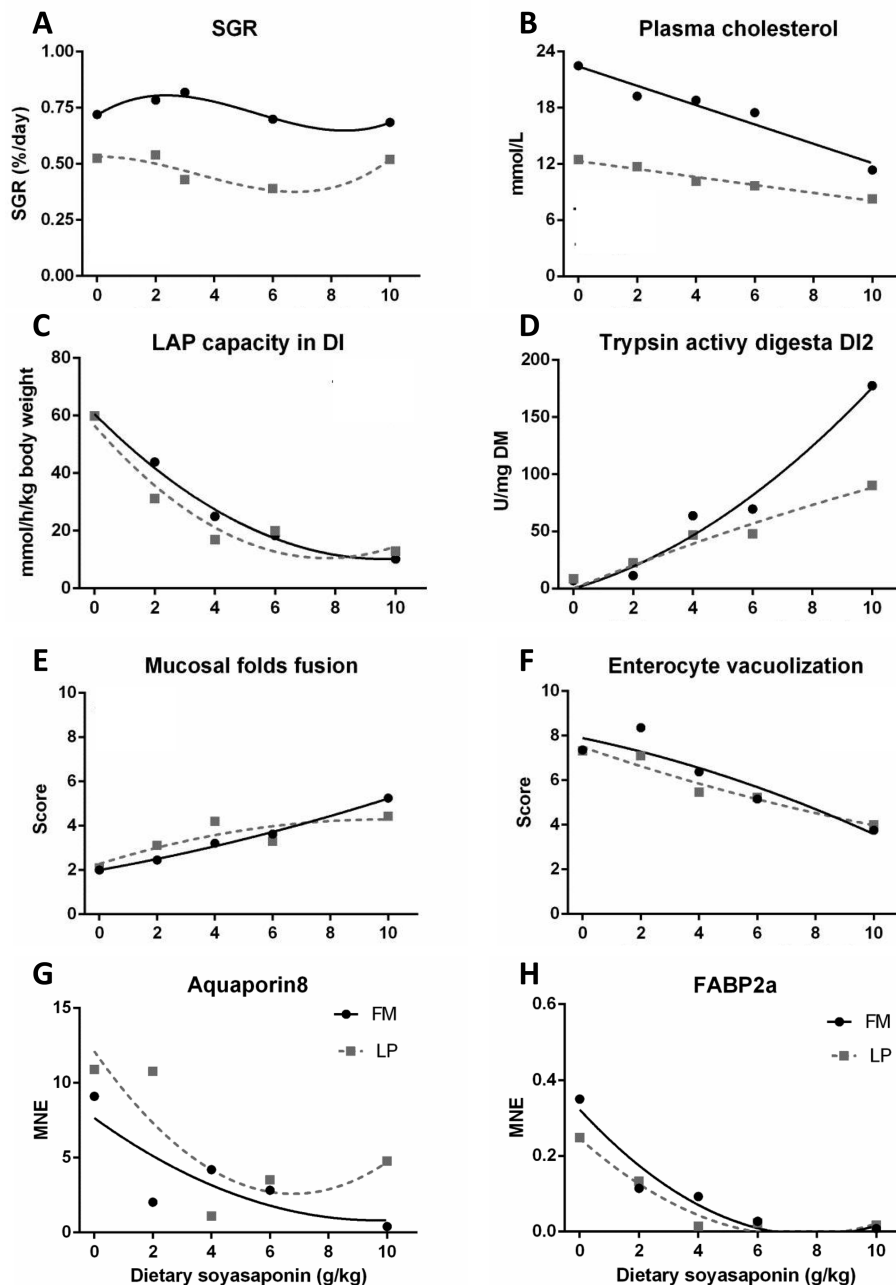 A
SGR
SGR (%/day)
1.00
0.75
0.50
0.25
0.00
0 2 4 6 8 10
B
Plasma cholesterol
mmol/L
24
18
12
6
0
0 2 4 6 8 10
C
LAP capacity in DI
mmol/h/kg body weight
80
60
40
20
0
0 2 4 6 8 10
D
Trypsin activy digesta DI2
U/mg DM
200
150
100
50
0
0 2 4 6 8 10
E
Mucosal folds fusion
Score
10
8
6
4
2
0
0 2 4 6 8 10
F
Enterocyte vacuolization
Score
10
8
6
4
2
0
0 2 4 6 8 10
G
Aquaporin8
MNE
15
10
5
0
FM
LP
0 2 4 6 8 10
Dietary soyasaponin (g/kg)
H
FABP2a
MNE
0.6
0.4
0.2
0.0
FM
LP
0 2 4 6 8 10
Dietary soyasaponin (g/kg)